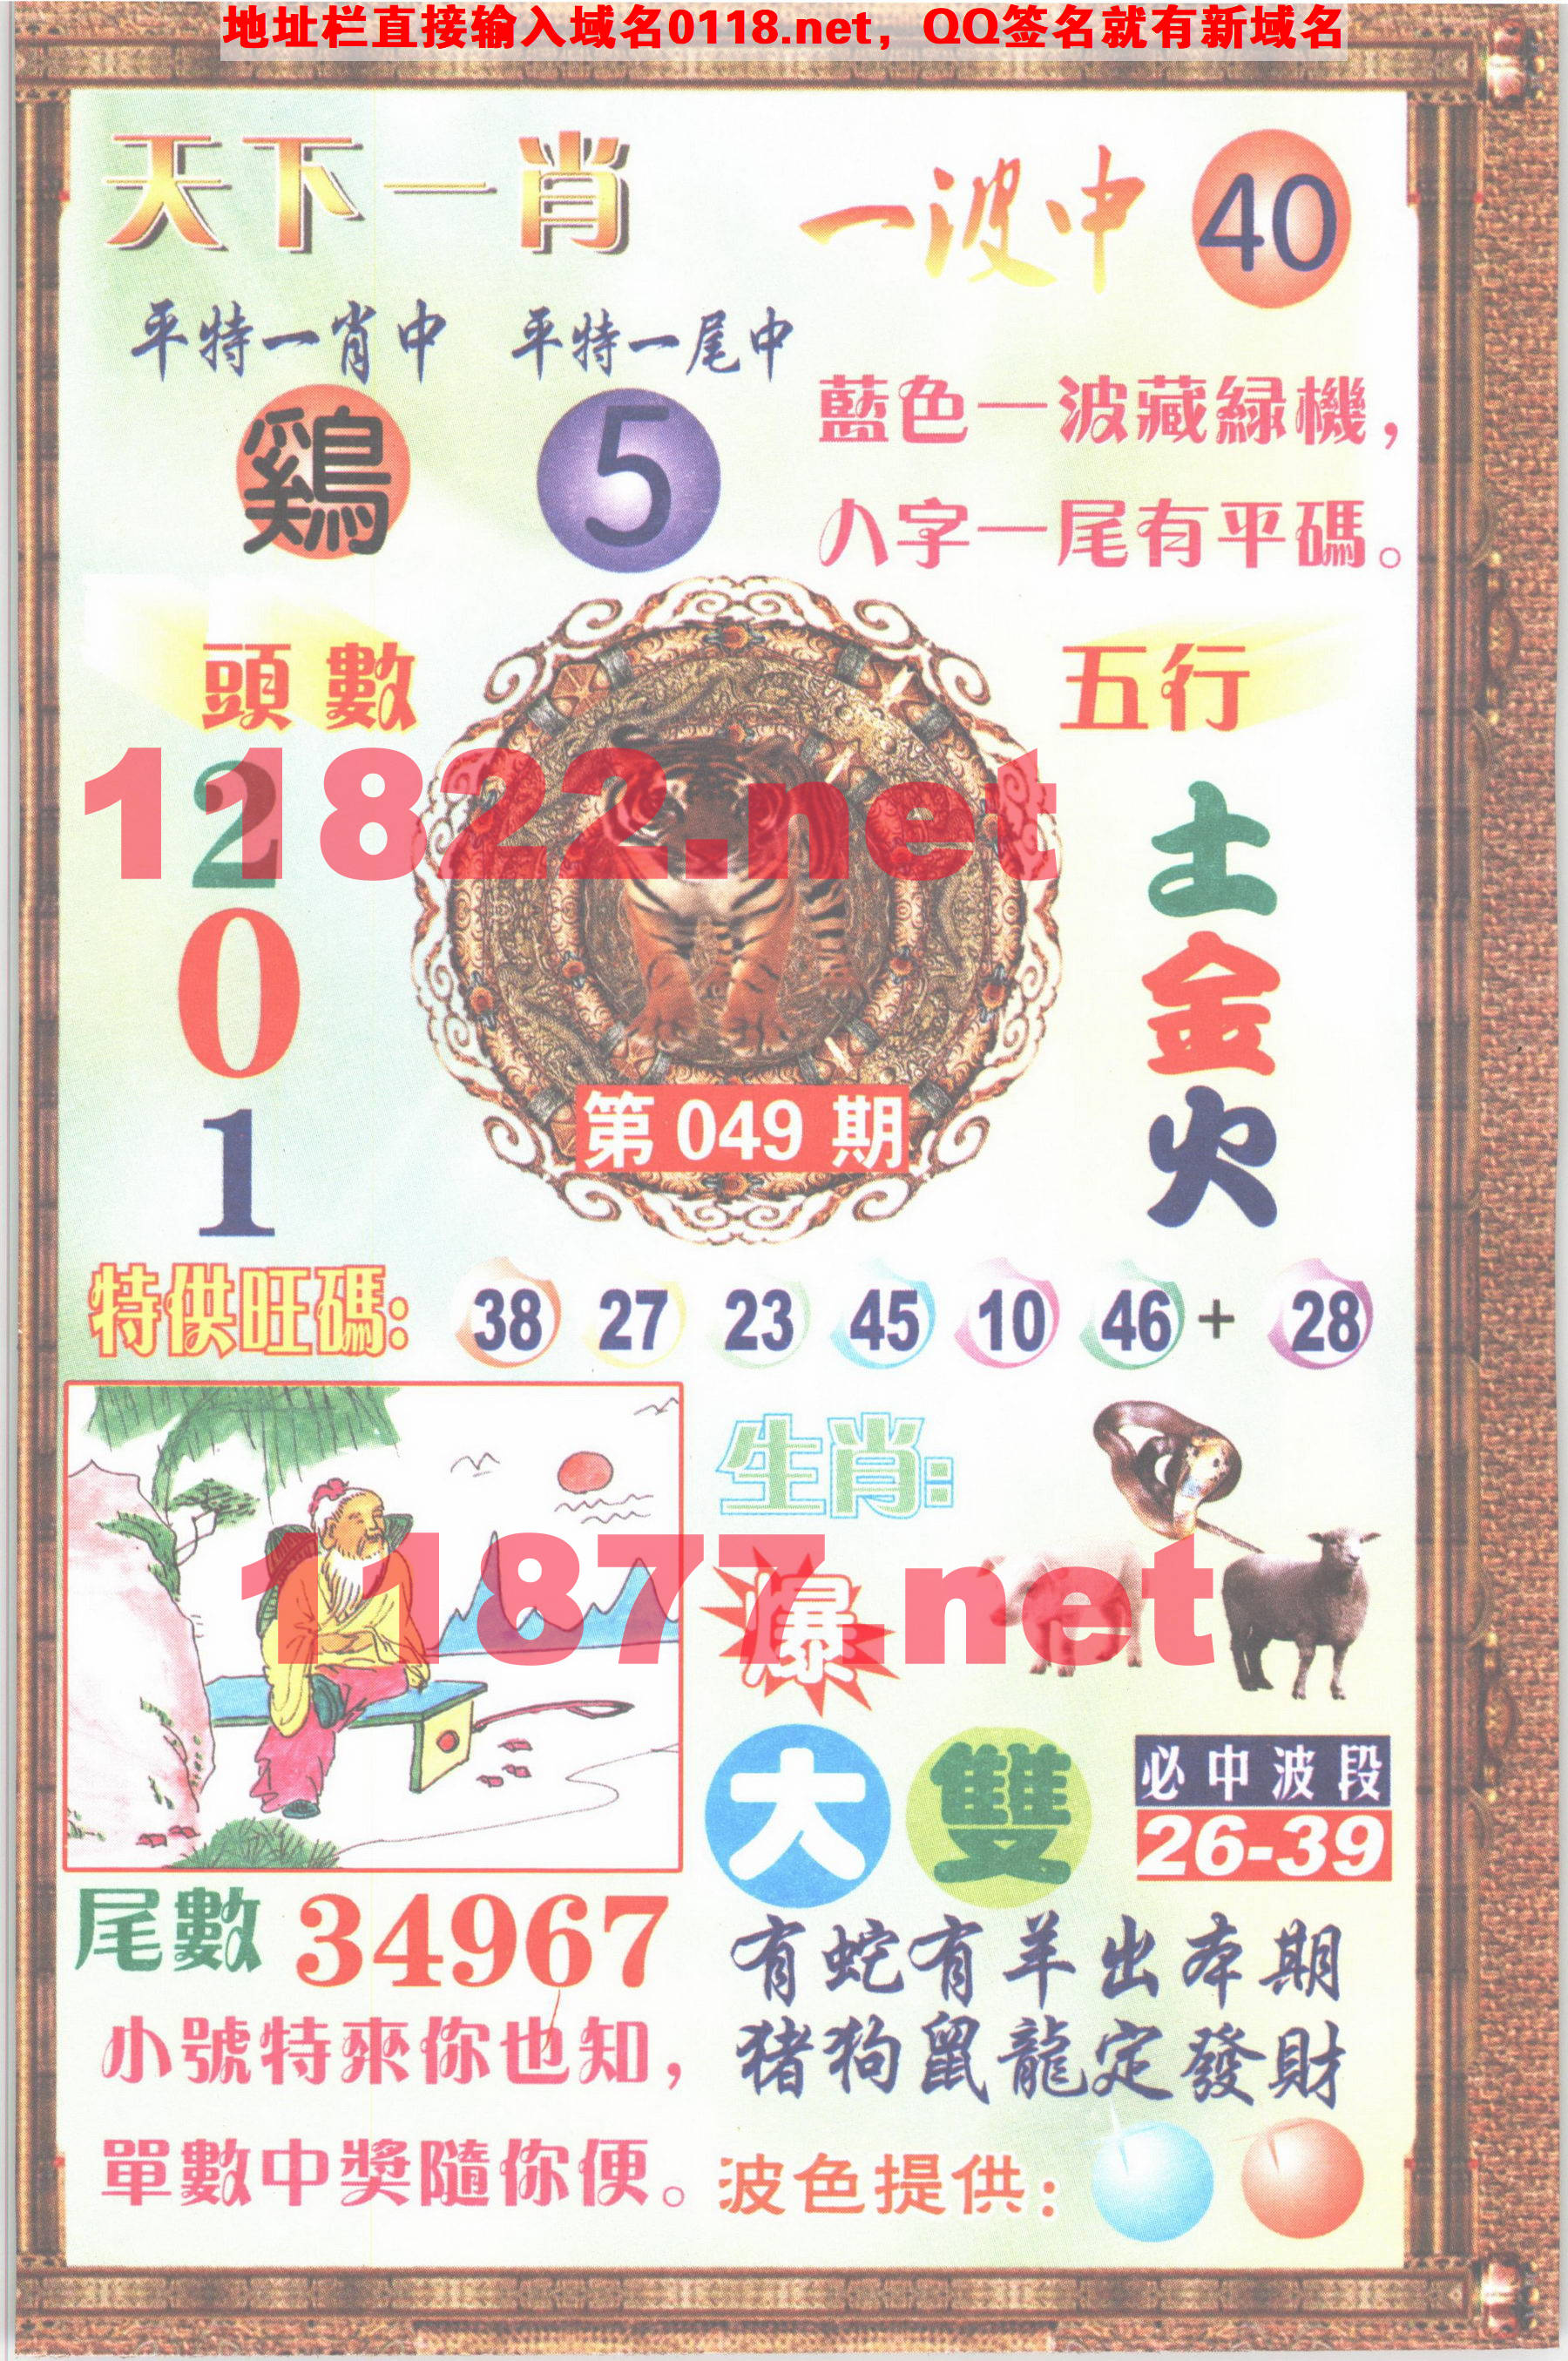 地址栏直接输入域名0118.net，QQ签名就有新域名
天下一肖
一波中 40
平特一肖中 平特一尾中
鷄 5
藍色一波藏緑機，
八字一尾有平碼。
頭數
五行
11822.net
2
0
1
土
金
火
第 049 期
特供旺碼: 38 27 23 45 10 46 + 28
生肖:
11877.net
爆
大 雙
必中波段
26-39
尾數 34967
有蛇有羊出本期
猪狗鼠龍定發財
小號特來你也知，
單數中獎隨你便。
波色提供: